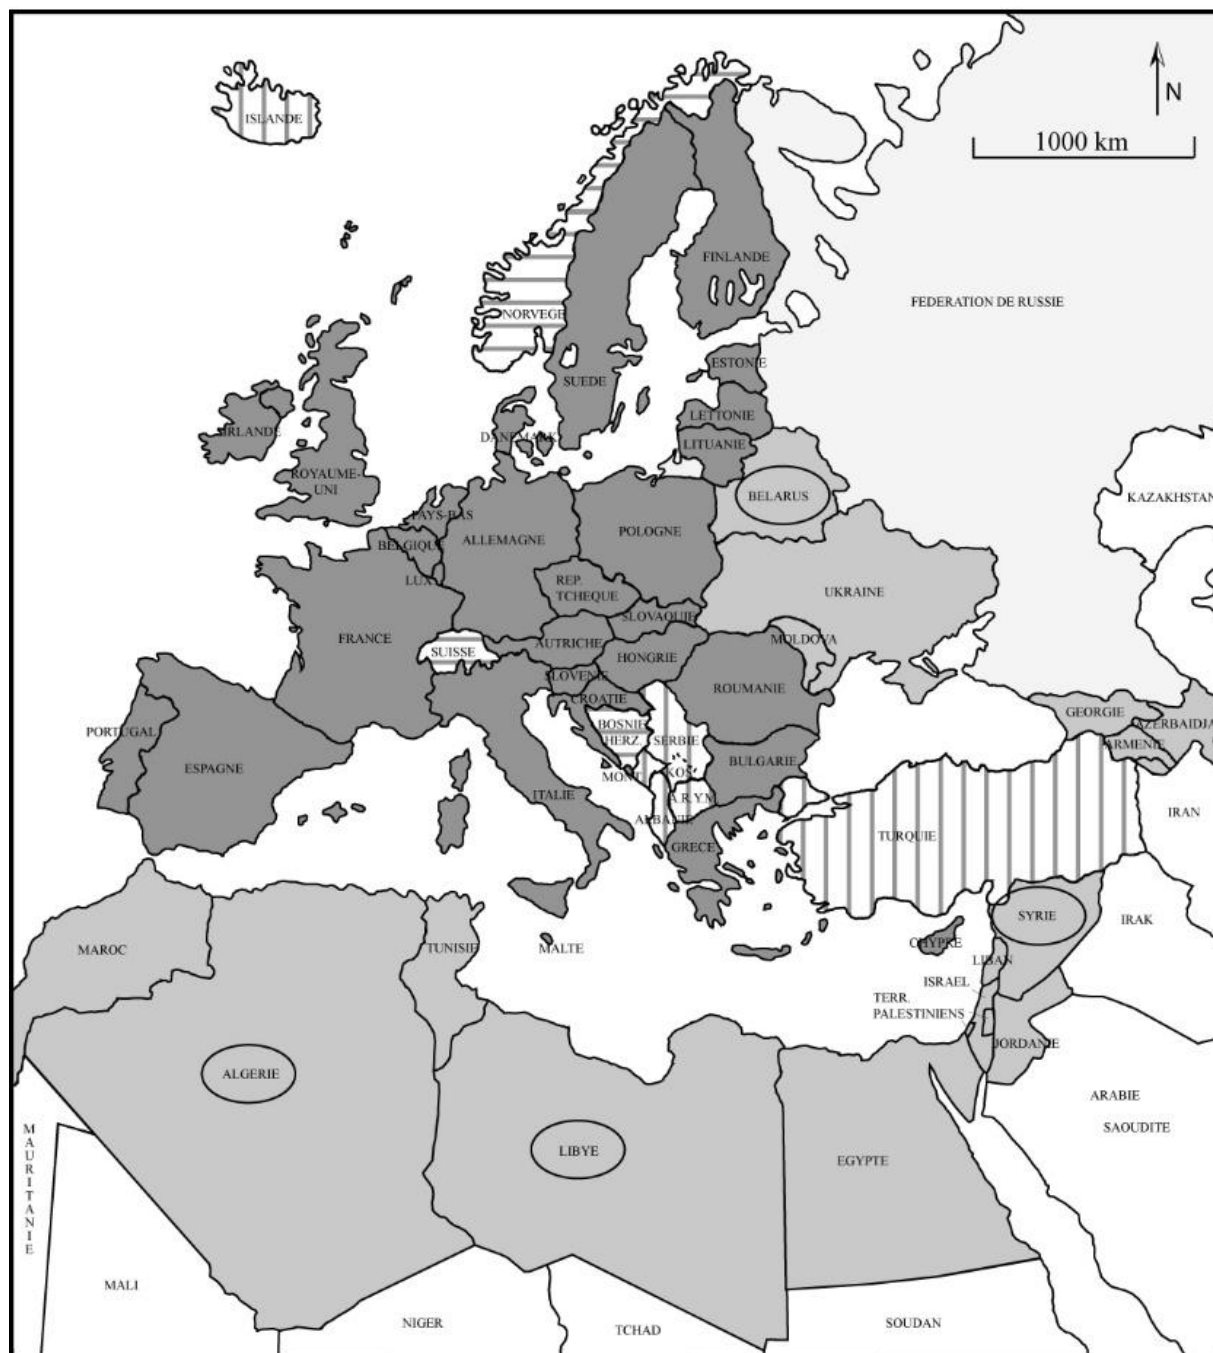 N
1000 km
ISLANDE
FINLANDE
FEDERATION DE RUSSIE
NORVEGE
ESTONIE
SUEDE
LETTONIE
DANEMARK
IRLANDE
LITUANIE
ROYAUME-
UNI
BELARUS
KAZAKHSTAN
PAYS-BAS
POLOGNE
BELGIQUE
ALLEMAGNE
LUX
REP.
TCHEQUE
UKRAINE
SLOVAQUIE
FRANCE
MOLDOVA
AUTRICHE
SUISSE
HONGRIE
SLOVENIE
ROUMANIE
CROATIE
GEORGIE
BOSNIE
HERZ.
SERBIE
AZERBAIDJA
PORTUGAL
ARMENIE
ESPAGNE
BULGARIE
KOS
MONT
ITALIE
A.R.Y.M
IRAN
ALBANIE
TURQUIE
GRECE
SYRIE
IRAK
MAROC
TUNISIE
MALTE
CHYPRE
LIBAN
ISRAEL
TERR.
PALESTINIENS
JORDANIE
ALGERIE
ARABIE
SAOUDITE
MAURITANIE
LIBYE
EGYPTE
MALI
NIGER
TCHAD
SOUDAN